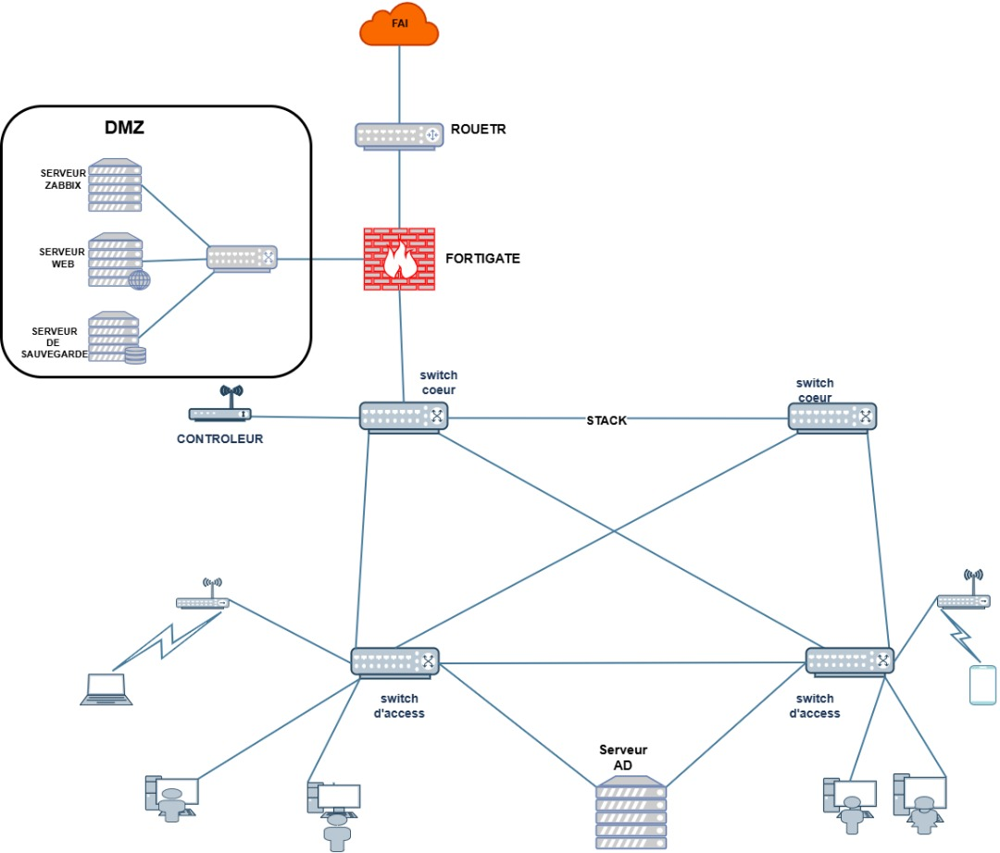 FAI
ROUETR
DMZ
SERVEUR
ZABBIX
SERVEUR
WEB
SERVEUR
DE
SAUVEGARDE
FORTIGATE
switch
coeur
switch
coeur
STACK
CONTROLEUR
switch
d'access
switch
d'access
Serveur
AD